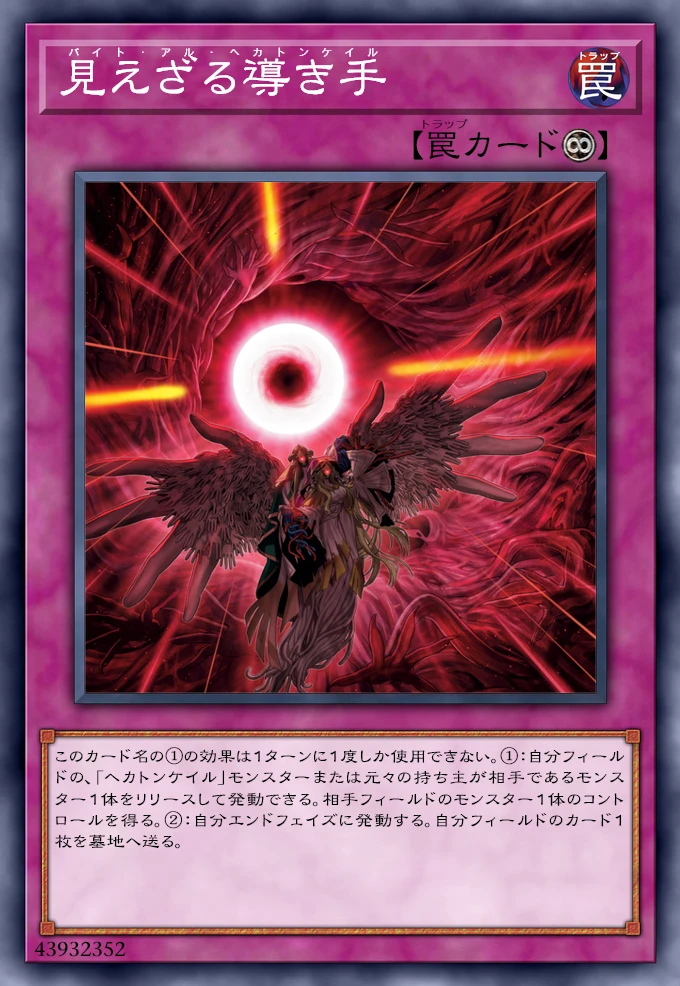 バイト・アル・ヘカトンケイル
見えざる導き手
トラップ
罠
トラップ
【罠カード】
このカード名の①の効果は1ターンに1度しか使用できない。①:自分フィール
ドの、「ヘカトンケイル」モンスターまたは元々の持ち主が相手であるモンス
ター1体をリリースして発動できる。相手フィールドのモンスター1体のコント
ロールを得る。②:自分エンドフェイズに発動する。自分フィールドのカード1
枚を墓地へ送る。
43932352